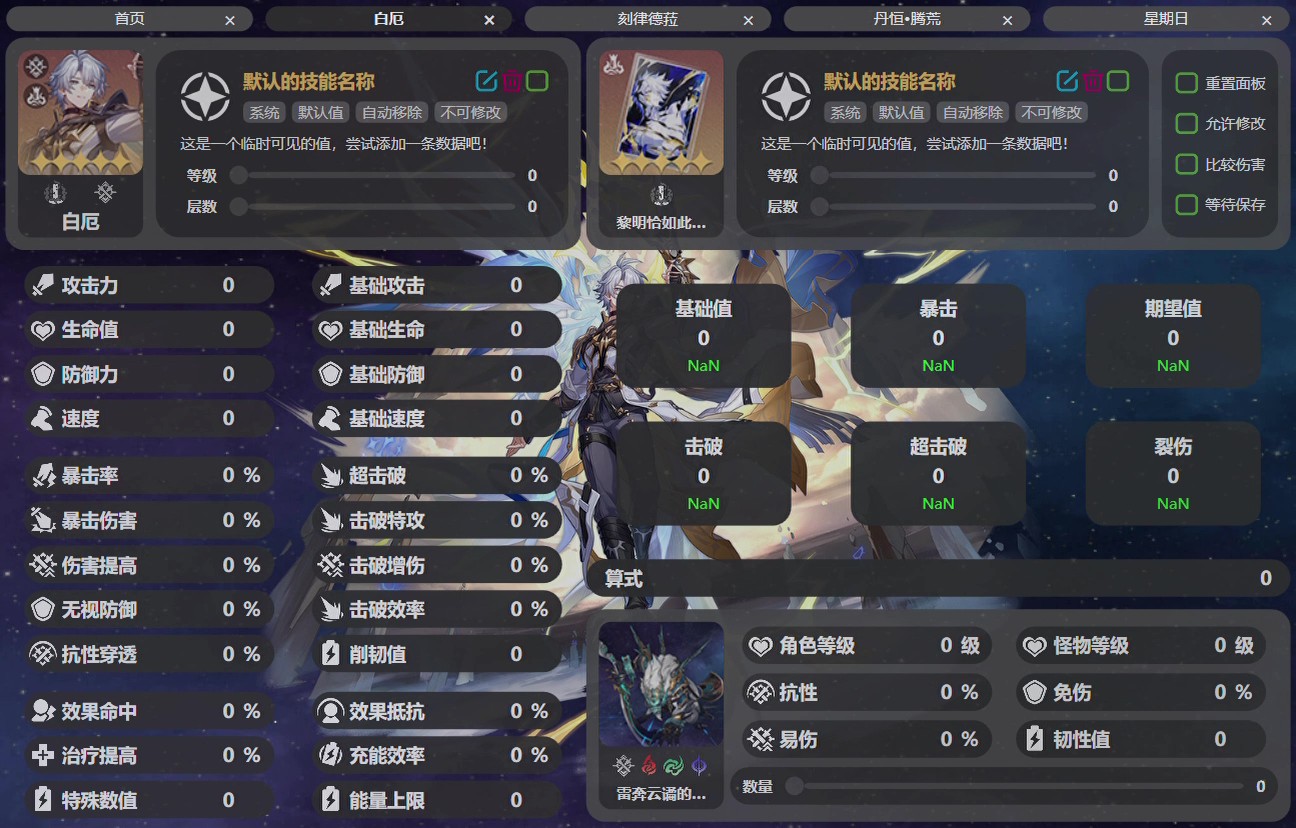 首页 × 白厄 × 刻律德菈 × 丹恒•腾荒 × 星期日 ×
白厄
默认的技能名称
系统 默认值 自动移除 不可修改
这是一个临时可见的值，尝试添加一条数据吧！
等级 0
层数 0
黎明恰如此...
默认的技能名称
系统 默认值 自动移除 不可修改
这是一个临时可见的值，尝试添加一条数据吧！
等级 0
层数 0
重置面板
允许修改
比较伤害
等待保存
攻击力 0
生命值 0
防御力 0
速度 0
暴击率 0 %
暴击伤害 0 %
伤害提高 0 %
无视防御 0 %
抗性穿透 0 %
效果命中 0 %
治疗提高 0 %
特殊数值 0
基础攻击 0
基础生命 0
基础防御 0
基础速度 0
超击破 0 %
击破特攻 0 %
击破增伤 0 %
击破效率 0 %
削韧值 0
效果抵抗 0 %
充能效率 0 %
能量上限 0
基础值
0
NaN
暴击
0
NaN
期望值
0
NaN
击破
0
NaN
超击破
0
NaN
裂伤
0
NaN
算式 0
雷奔云谲的...
角色等级 0 级
怪物等级 0 级
抗性 0 %
免伤 0 %
易伤 0 %
韧性值 0
数量 0